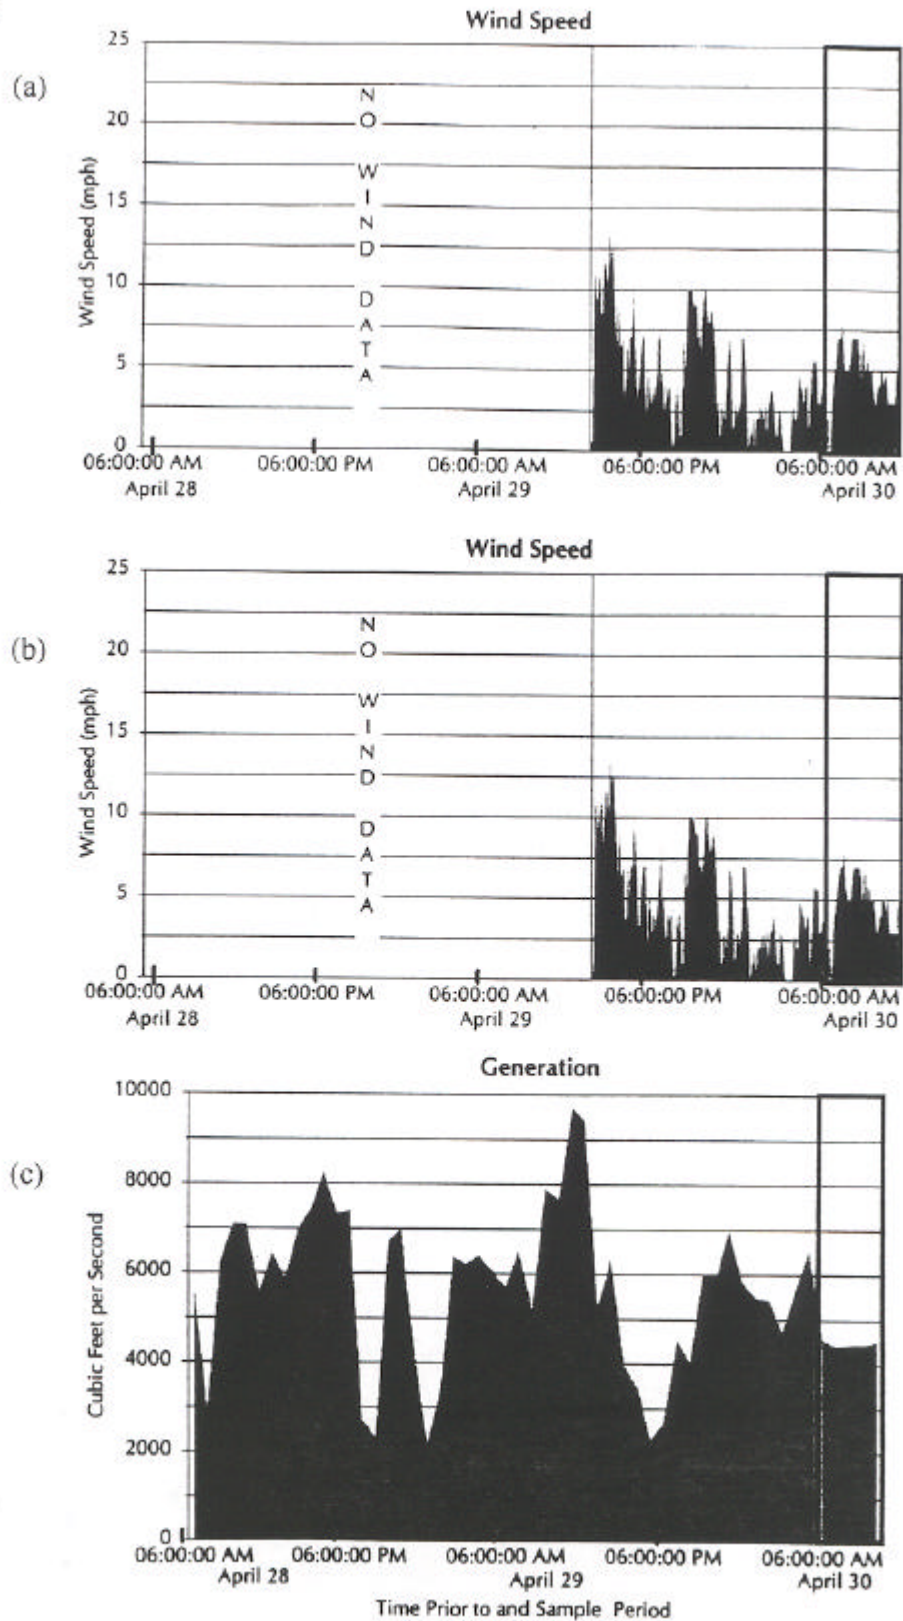 Wind Speed
(a)
Wind Speed (mph)
25
20
15
10
5
0
NO WIND DATA
06:00:00 AM 06:00:00 PM 06:00:00 AM 06:00:00 PM 06:00:00 AM
April 28 April 29 April 30
Wind Speed
(b)
Wind Speed (mph)
25
20
15
10
5
0
NO WIND DATA
06:00:00 AM 06:00:00 PM 06:00:00 AM 06:00:00 PM 06:00:00 AM
April 28 April 29 April 30
Generation
(c)
Cubic Feet per Second
10000
8000
6000
4000
2000
0
06:00:00 AM 06:00:00 PM 06:00:00 AM 06:00:00 PM 06:00:00 AM
April 28 April 29 April 30
Time Prior to and Sample Period